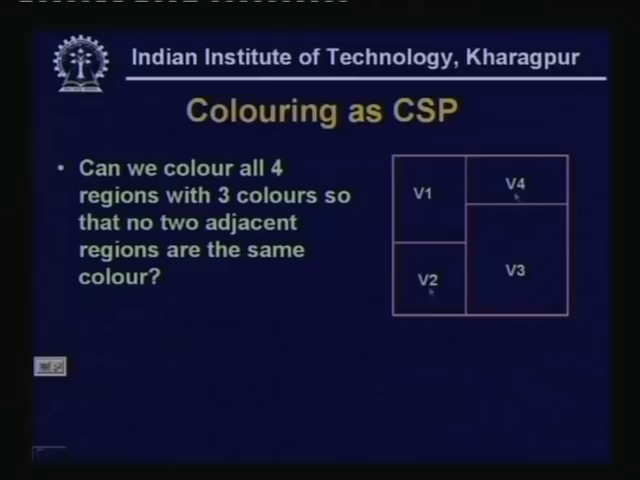 Indian Institute of Technology, Kharagpur
Colouring as CSP
• Can we colour all 4
regions with 3 colours so
that no two adjacent
regions are the same
colour?
V1
V4
V2
V3